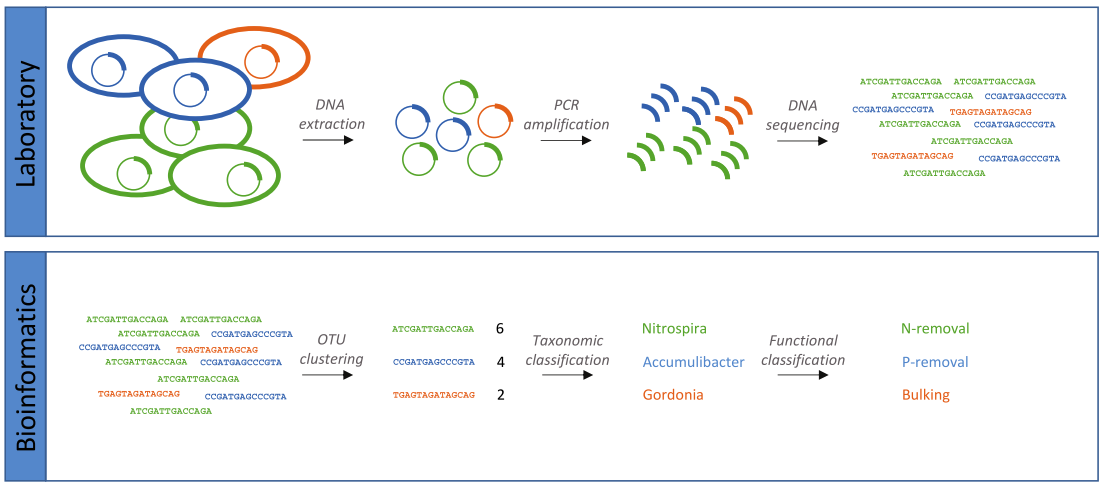 Laboratory
DNA
extraction
PCR
amplification
DNA
sequencing
ATCGATTGACCAGA ATCGATTGACCAGA
ATCGATTGACCAGA CCGATGAGCCCGTA
CCGATGAGCCCGTA TGAGTAGATAGCAG
ATCGATTGACCAGA CCGATGAGCCCGTA
ATCGATTGACCAGA
TGAGTAGATAGCAG CCGATGAGCCCGTA
ATCGATTGACCAGA
Bioinformatics
ATCGATTGACCAGA ATCGATTGACCAGA
ATCGATTGACCAGA CCGATGAGCCCGTA
CCGATGAGCCCGTA TGAGTAGATAGCAG
ATCGATTGACCAGA CCGATGAGCCCGTA
ATCGATTGACCAGA
TGAGTAGATAGCAG CCGATGAGCCCGTA
ATCGATTGACCAGA
OTU
clustering
ATCGATTGACCAGA 6
CCGATGAGCCCGTA 4
TGAGTAGATAGCAG 2
Taxonomic
classification
Nitrospira
Accumulibacter
Gordonia
Functional
classification
N-removal
P-removal
Bulking